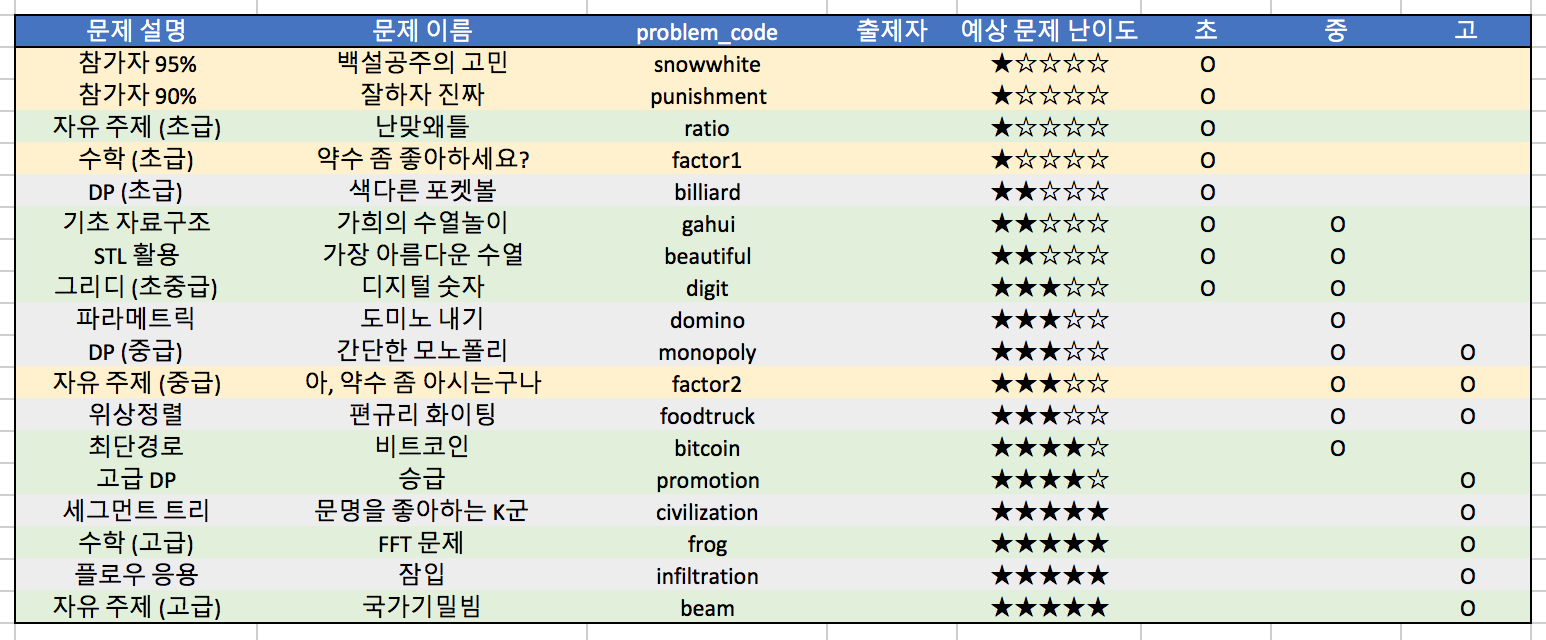 문제 설명 문제 이름 problem_code 출제자 예상 문제 난이도 초 중 고
참가자 95% 백설공주의 고민 snowwhite ★☆☆☆☆ O
참가자 90% 잘하자 진짜 punishment ★☆☆☆☆ O
자유 주제 (초급) 난맞왜틀 ratio ★☆☆☆☆ O
수학 (초급) 약수 좀 좋아하세요? factor1 ★☆☆☆☆ O
DP (초급) 색다른 포켓볼 billiard ★★☆☆☆ O
기초 자료구조 가희의 수열놀이 gahui ★★☆☆☆ O O
STL 활용 가장 아름다운 수열 beautiful ★★☆☆☆ O O
그리디 (초중급) 디지털 숫자 digit ★★★☆☆ O O
파라메트릭 도미노 내기 domino ★★★☆☆ O
DP (중급) 간단한 모노폴리 monopoly ★★★☆☆ O O
자유 주제 (중급) 아, 약수 좀 아시는구나 factor2 ★★★☆☆ O O
위상정렬 편규리 화이팅 foodtruck ★★★☆☆ O O
최단경로 비트코인 bitcoin ★★★★☆ O
고급 DP 승급 promotion ★★★★☆ O
세그먼트 트리 문명을 좋아하는 K군 civilization ★★★★★ O
수학 (고급) FFT 문제 frog ★★★★★ O
플로우 응용 잠입 infiltration ★★★★★ O
자유 주제 (고급) 국가기밀빔 beam ★★★★★ O